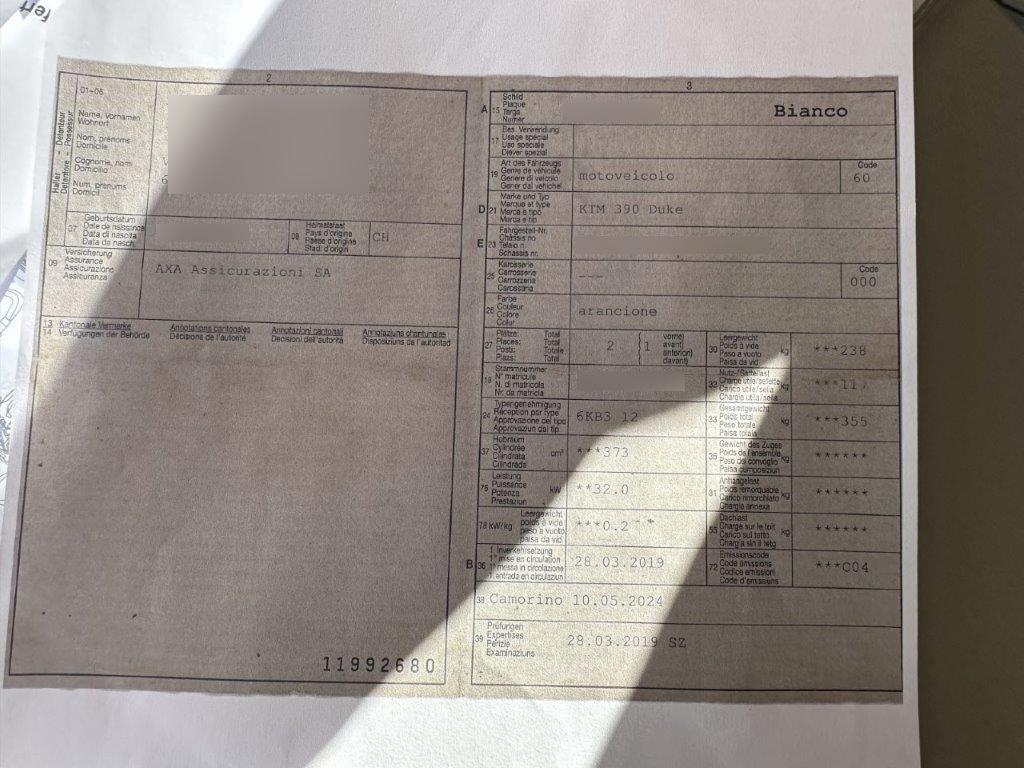 fert
2
01-06
Halter - Détenteur
Detentore - Possessur
Name, Vornamen
Wohnort
Nom, prénoms
Domicile
Cognome, nomi
Domicilio
Num, prenums
Domicil
07
Geburtsdatum
Date de naissance
Data di nascita
Data da nasch.
08
Heimatstaat
Pays d'origine
Paese d'origine
Stadi d'origin
CH
09
Versicherung
Assurance
Assicurazione
Assicuranza
AXA Assicurazioni SA
13 Kantonale Vermerke Annotations cantonales Annotazioni cantonali Annotaziuns chantunalas
14 Verfügungen der Behörde Décisions de l'autorité Decisioni dell'autorità Disposiziuns da l'autoritad
11992680
3
A 15
Schild
Plaque
Targa
Numer
Bianco
17
Bes. Verwendung
Usage spécial
Uso speciale
Diever spezial
19
Art des Fahrzeugs
Genre de véhicule
Genere di veicolo
Gener dal vehichel
motoveicolo
Code
60
D 21
Marke und Typ
Marque et type
Marca e tipo
Marca e tip
KTM 390 Duke
E 23
Fahrgestell-Nr.
Châssis no
Telaio n.
Schassis nr.
25
Karosserie
Carrosserie
Carrozzeria
Carossaria
---
Code
000
26
Farbe
Couleur
Colore
Colur
arancione
27
Plätze: Total
Places: Total
Posti: Totale
Plazs: Total
2
1
vorne)
avant)
anteriori)
davant)
30
Leergewicht
Poids à vide
Peso a vuoto
Paisa da vid
kg
***238
18
Stammnummer
N° matricule
N. di matricola
Nr. da matricla
32
Nutz-/Sattellast
Charge utile/sellette
Carico utile/sella
Chargia utila/sella
kg
***117
24
Typengenehmigung
Réception par type
Approvazione del tipo
Approvaziun dal tip
6KB3 12
33
Gesamtgewicht
Poids total
Peso totale
Paisa totala
kg
***355
37
Hubraum
Cylindrée
Cilindrata
Cilindrada
cm³
***373
35
Gewicht des Zuges
Poids de l'ensemble
Peso del convoglio
Paisa cumposiziun
kg
******
76
Leistung
Puissance
Potenza
Prestaziun
kW
**32.0
31
Anhängelast
Poids remorquable
Carico rimorchiato
Chargia annexa
kg
******
78 kW/kg
Leergewicht
poids à vide
peso a vuoto
paisa da vid
***0.2
55
Dachlast
Charge sur le toit
Carico sul tetto
Chargia sin il tetg
kg
******
B 36
1. Inverkehrsetzung
1re mise en circulation
1a messa in circolazione
1. entrada en circulaziun
28.03.2019
72
Emissionscode
Code émissions
Codice emissioni
Code d'emissiuns
***C04
38 Camorino 10.05.2024
39
Prüfungen
Expertises
Perizie
Examinaziuns
28.03.2019 SZ